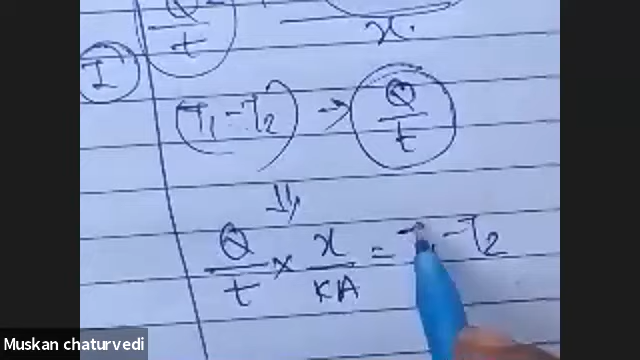 Q/t x.
I
T₁-T₂ → Q/t
⇓
Q/t × x/KA = T₁-T₂
Muskan chaturvedi